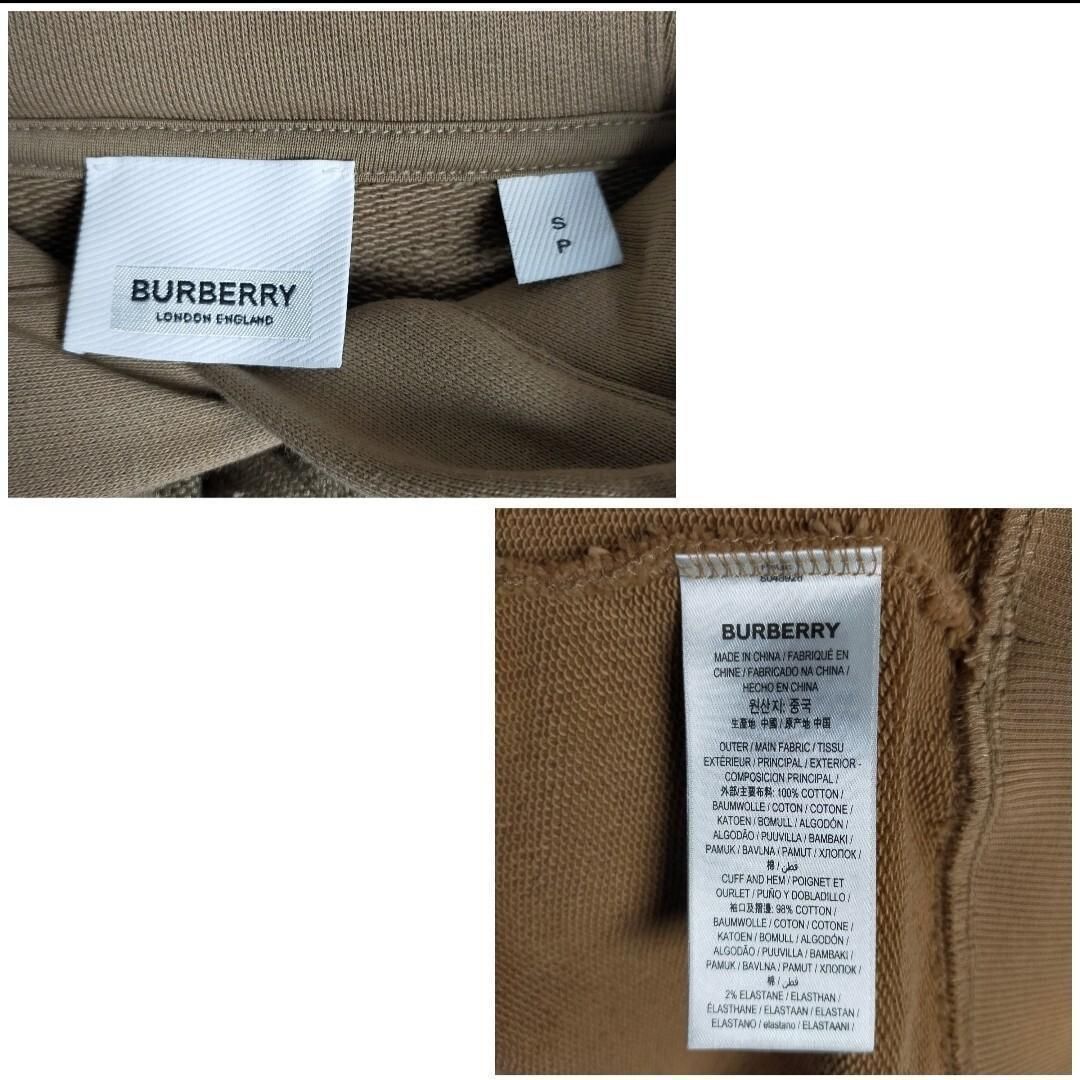 BURBERRY
LONDON ENGLAND
S
P
BURBERRY
MADE IN CHINA / FABRIQUÉ EN
CHINE / FABRICADO NA CHINA /
HECHO EN CHINA
원산지: 중국
生產地 中國 / 原产地 中国
OUTER / MAIN FABRIC / TISSU
EXTÉRIEUR / PRINCIPAL / EXTERIOR -
COMPOSICION PRINCIPAL /
外部/主要布料: 100% COTTON /
BAUMWOLLE / COTON / COTONE /
KATOEN / BOMULL / ALGODÓN /
ALGODÃO / PUUVILLA / BAMBAKI /
PAMUK / BAVLNA / PAMUT / ХЛОПОК /
棉 / قطن
CUFF AND HEM / POIGNET ET
OURLET / PUÑO Y DOBLADILLO /
袖口及摺邊: 98% COTTON /
BAUMWOLLE / COTON / COTONE /
KATOEN / BOMULL / ALGODÓN /
ALGODÃO / PUUVILLA / BAMBAKI /
PAMUK / BAVLNA / PAMUT / ХЛОПОК /
棉 / قطن
2% ELASTANE / ELASTHAN /
ÉLASTHANE / ELASTAAN / ELASTAN /
ELASTANO / elastano / ELASTAANI /